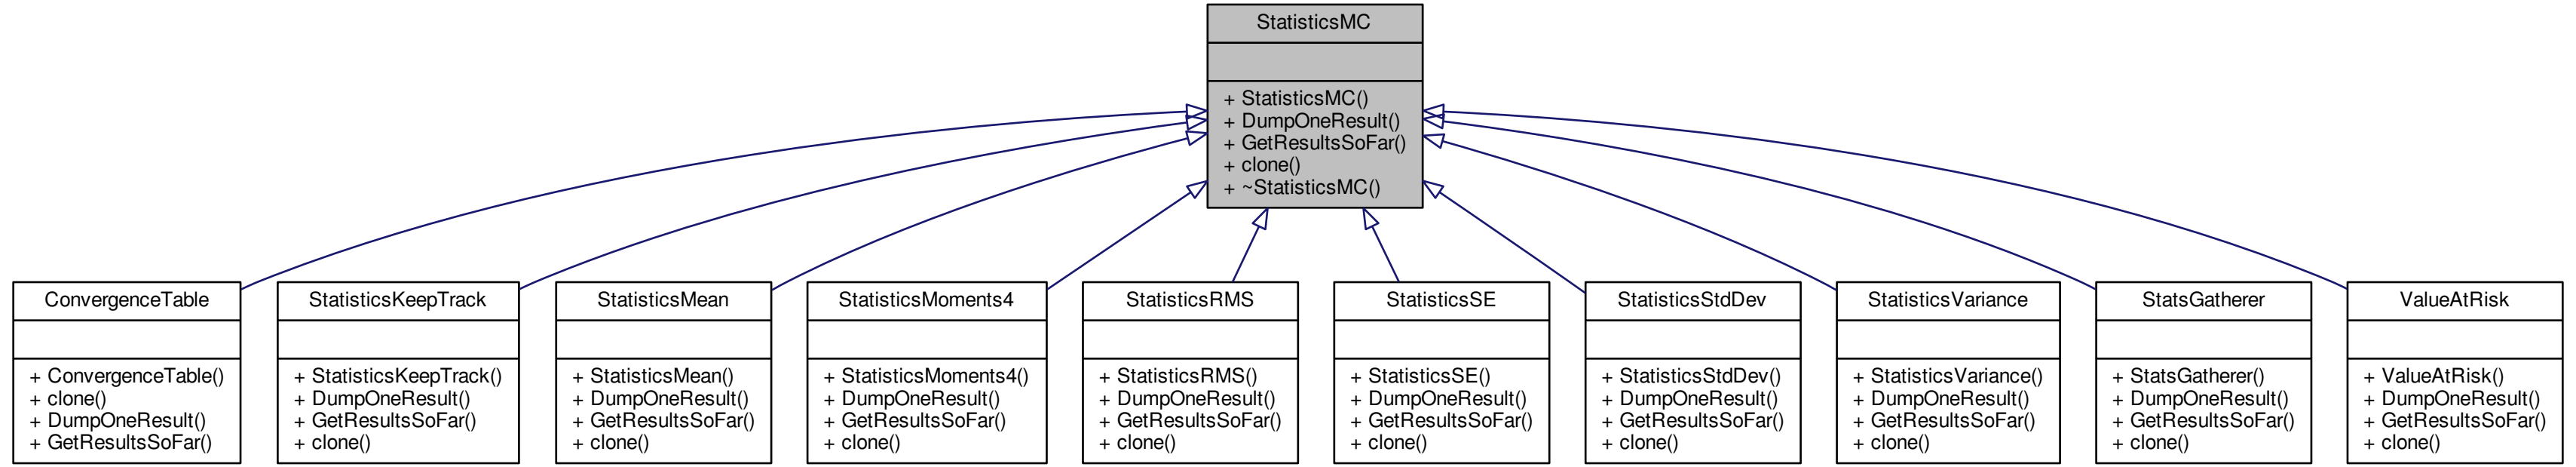 StatisticsMC
+ StatisticsMC()
+ DumpOneResult()
+ GetResultsSoFar()
+ clone()
+ ~StatisticsMC()
ConvergenceTable
+ ConvergenceTable()
+ clone()
+ DumpOneResult()
+ GetResultsSoFar()
StatisticsKeepTrack
+ StatisticsKeepTrack()
+ DumpOneResult()
+ GetResultsSoFar()
+ clone()
StatisticsMean
+ StatisticsMean()
+ DumpOneResult()
+ GetResultsSoFar()
+ clone()
StatisticsMoments4
+ StatisticsMoments4()
+ DumpOneResult()
+ GetResultsSoFar()
+ clone()
StatisticsRMS
+ StatisticsRMS()
+ DumpOneResult()
+ GetResultsSoFar()
+ clone()
StatisticsSE
+ StatisticsSE()
+ DumpOneResult()
+ GetResultsSoFar()
+ clone()
StatisticsStdDev
+ StatisticsStdDev()
+ DumpOneResult()
+ GetResultsSoFar()
+ clone()
StatisticsVariance
+ StatisticsVariance()
+ DumpOneResult()
+ GetResultsSoFar()
+ clone()
StatsGatherer
+ StatsGatherer()
+ DumpOneResult()
+ GetResultsSoFar()
+ clone()
ValueAtRisk
+ ValueAtRisk()
+ DumpOneResult()
+ GetResultsSoFar()
+ clone()